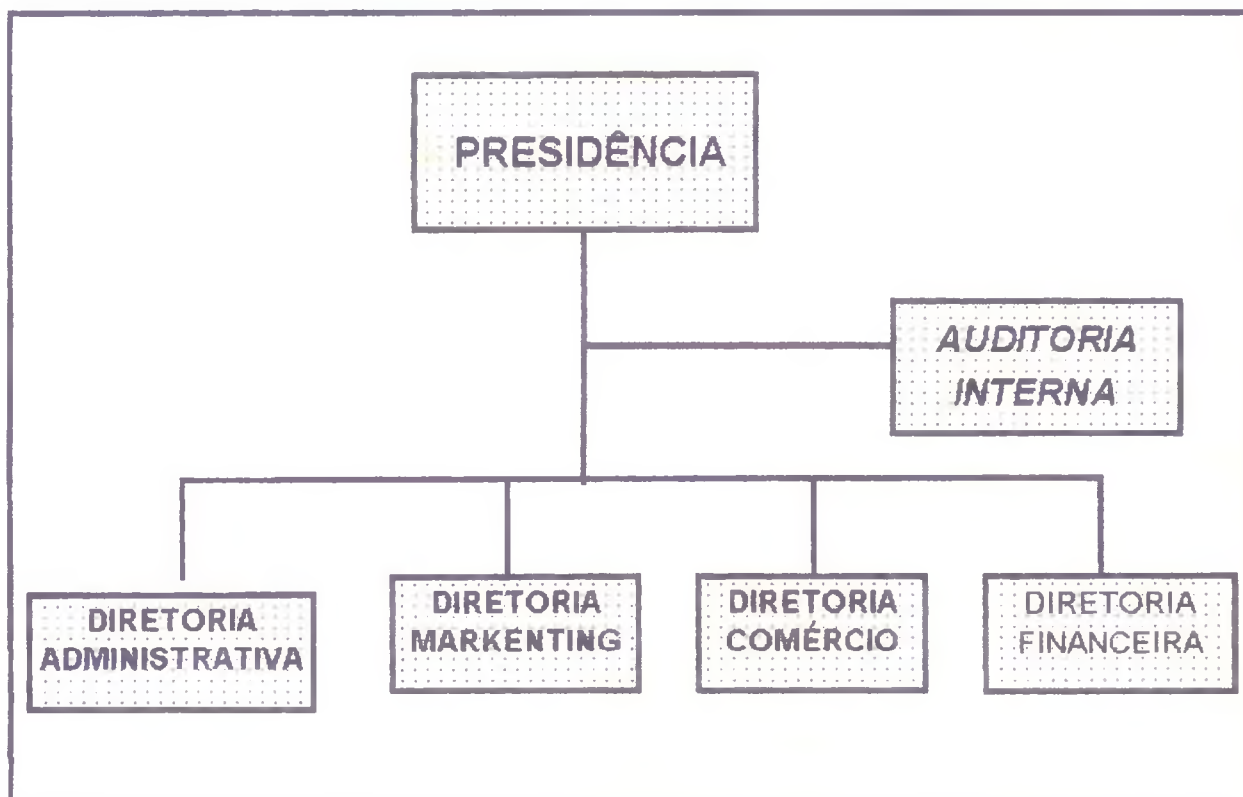 PRESIDÊNCIA
AUDITORIA
INTERNA
DIRETORIA
ADMINISTRATIVA
DIRETORIA
MARKENTING
DIRETORIA
COMÉRCIO
DIRETORIA
FINANCEIRA